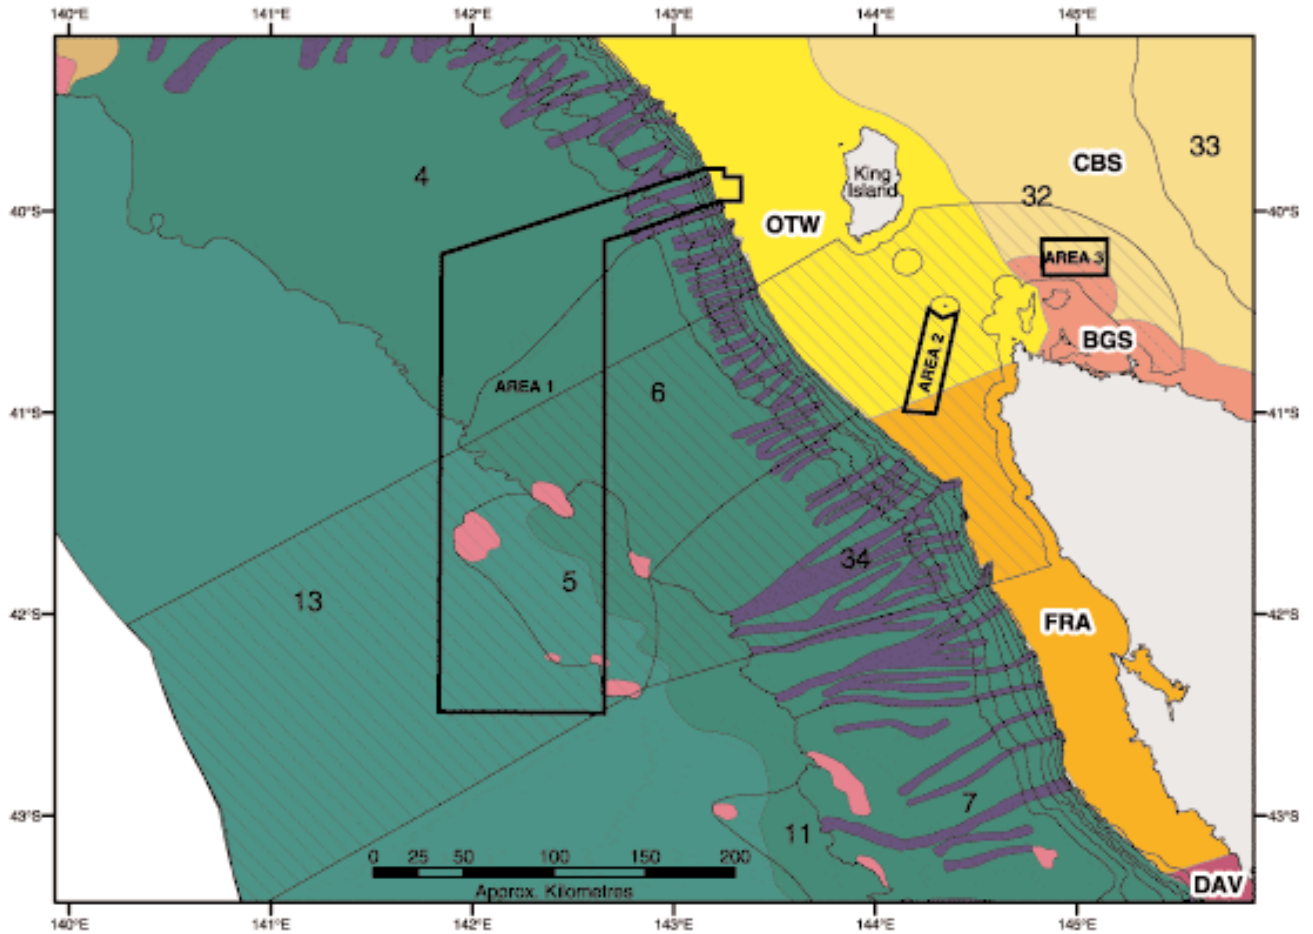 140°E 141°E 142°E 143°E 144°E 145°E
33
CBS
4
King
Island
32
40°S 40°S
OTW
AREA 3
BGS
AREA 2
AREA 1
6
41°S 41°S
34
5
13
42°S 42°S
FRA
7
43°S 43°S
11
0 25 50 100 150 200
Approx. Kilometres
DAV
140°E 141°E 142°E 143°E 144°E 145°E